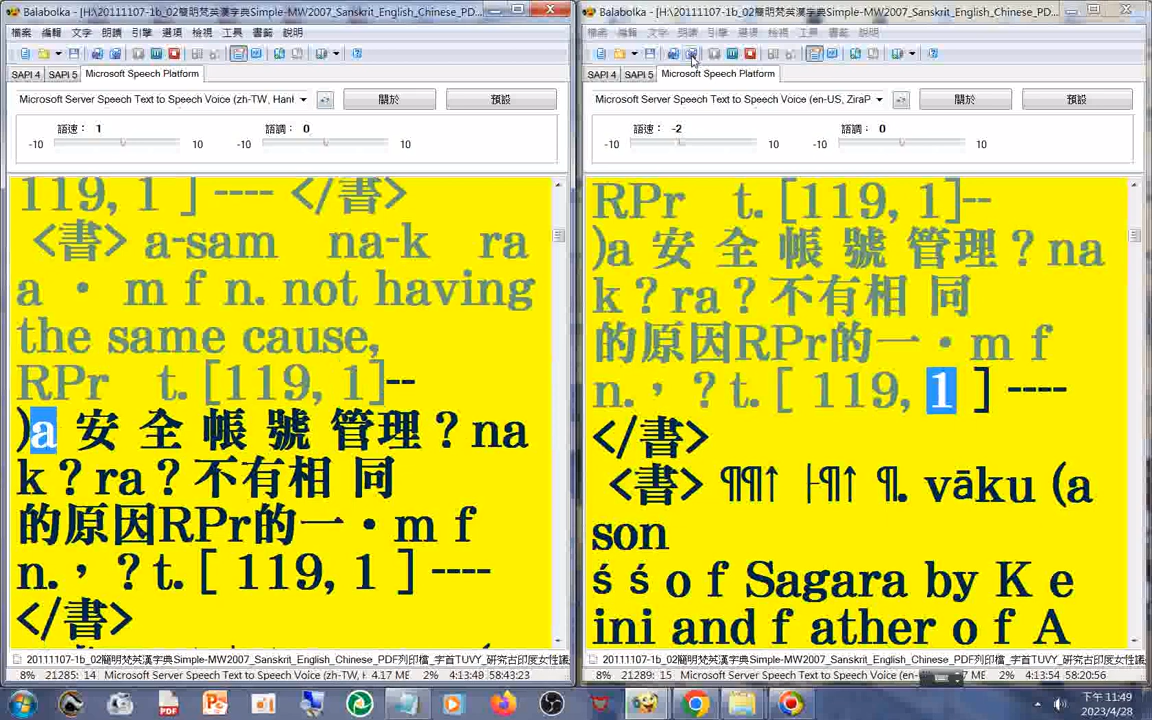 Balabolka - [H:\20111107-1b_02簡明梵英漢字典Simple-MW2007_Sanskrit_English_Chinese_PD...
檔案 編輯 文字 朗讀 引擎 選項 檢視 工具 書籤 說明
SAPI 4 SAPI 5 Microsoft Speech Platform
Microsoft Server Speech Text to Speech Voice (zh-TW, Hanl
關於 預設
語速： 1 語調： 0
-10 10 -10 10
119, 1 ] ---- </書>
<書> a-sam na-k ra
a • m f n. not having
the same cause,
RPr t. [119, 1]--
)a 安 全 帳 號 管理？na
k？ra？不有相 同
的原因RPr的一・m f
n.，？t. [ 119, 1 ] ----
</書>
20111107-1b_02簡明梵英漢字典Simple-MW2007_Sanskrit_English_Chinese_PDF列印檔_字首TUVY_研究古印度女性議
8% 21285: 14 Microsoft Server Speech Text to Speech Voice (zh-TW, H 4.17 ME 2% 4:13:49 58:43:23
Balabolka - [H:\20111107-1b_02簡明梵英漢字典Simple-MW2007_Sanskrit_English_Chinese_PD...
檔案 編輯 文字 朗讀 引擎 選項 檢視 工具 書籤 說明
SAPI 4 SAPI 5 Microsoft Speech Platform
Microsoft Server Speech Text to Speech Voice (en-US, ZiraP
關於 預設
語速： -2 語調： 0
-10 10 -10 10
RPr t. [119, 1]--
)a 安 全 帳 號 管理？na
k？ra？不有相 同
的原因RPr的一・m f
n.，？t. [ 119, 1 ] ----
</書>
<書> ¶¶↑ ├¶↑ ¶. vāku (a
son
ś ś o f Sagara by K e
ini and f ather o f A
20111107-1b_02簡明梵英漢字典Simple-MW2007_Sanskrit_English_Chinese_PDF列印檔_字首TUVY_研究古印度女性議
8% 21289: 15 Microsoft Server Speech Text to Speech Voice (en- 4.17 ME 2% 4:13:54 58:20:56
下午 11:49
2023/4/28